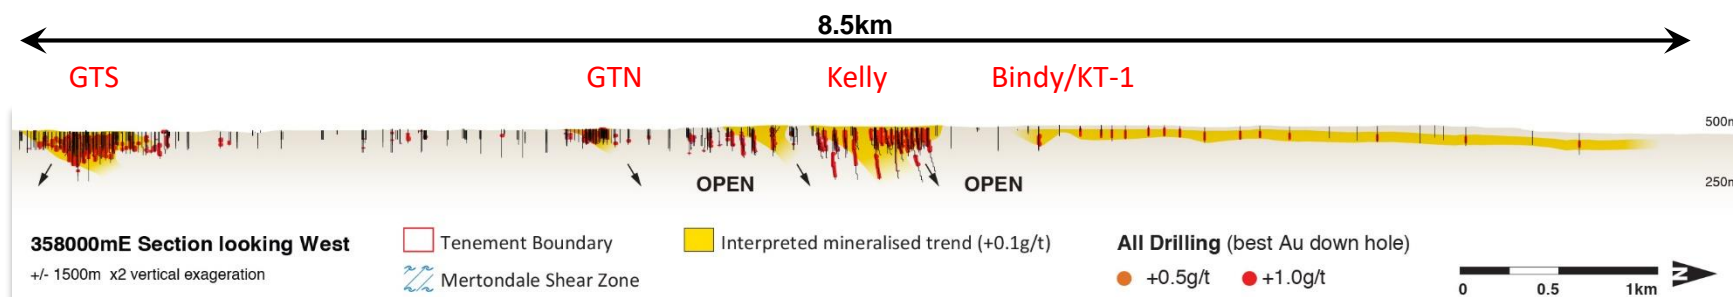 8.5km
GTS
GTN
Kelly
Bindy/KT-1
500m
OPEN
OPEN
250m
358000mE Section looking West
+/- 1500m x2 vertical exageration
Tenement Boundary
Mertondale Shear Zone
Interpreted mineralised trend (+0.1g/t)
All Drilling (best Au down hole)
+0.5g/t
+1.0g/t
0
0.5
1km
N